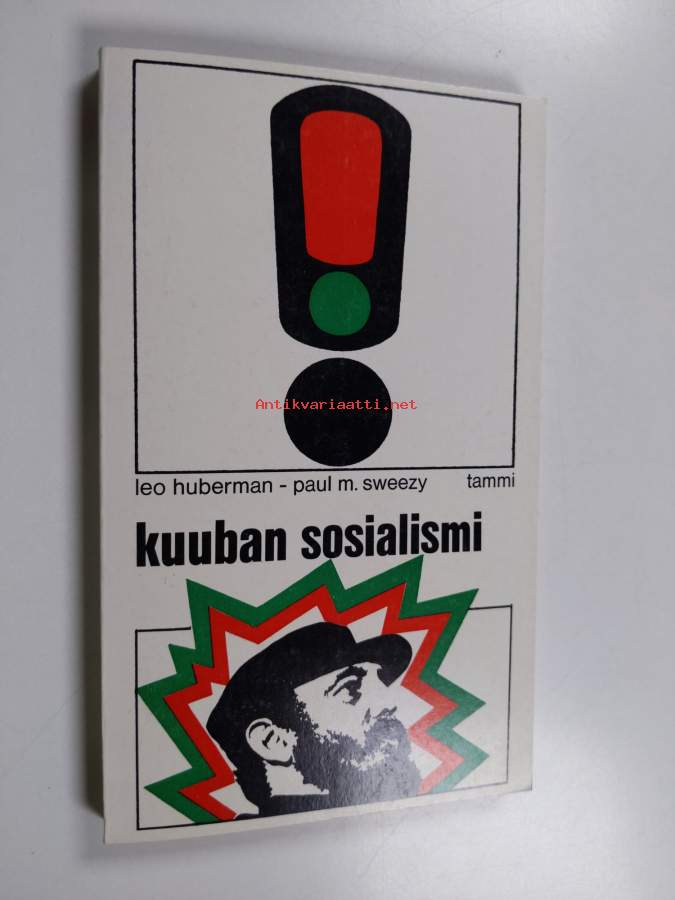 Antikvariaatti.net
leo huberman - paul m. sweezy tammi
kuuban sosialismi